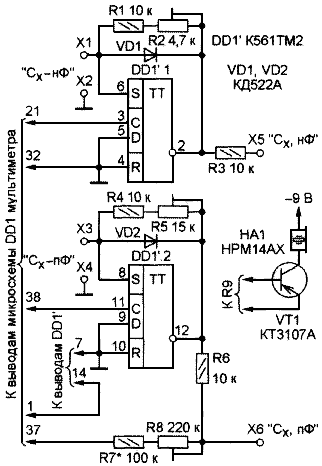 R1 10 к
R2 4,7 к
X1
VD1
DD1' K561TM2
DD1' 1
VD1, VD2
КД522А
X2
"Cx–нФ"
6
S
TT
21
3
C
5
D
2
X5 "Cx, нФ"
32
4
R
R3 10 к
R4 10 к
R5 15 к
–9 В
X3
VD2
"Cx–пФ"
X4
DD1'.2
HA1
HPM14AX
8
S
TT
38
11
C
9
D
12
К R9
VT1
КТ3107А
7
10
R
14
R6
10 к
1
R8 220 к
X6 "Cx, пФ"
37
R7* 100 к
К выводам микросхемы DD1 мультиметра
К выводам DD1'